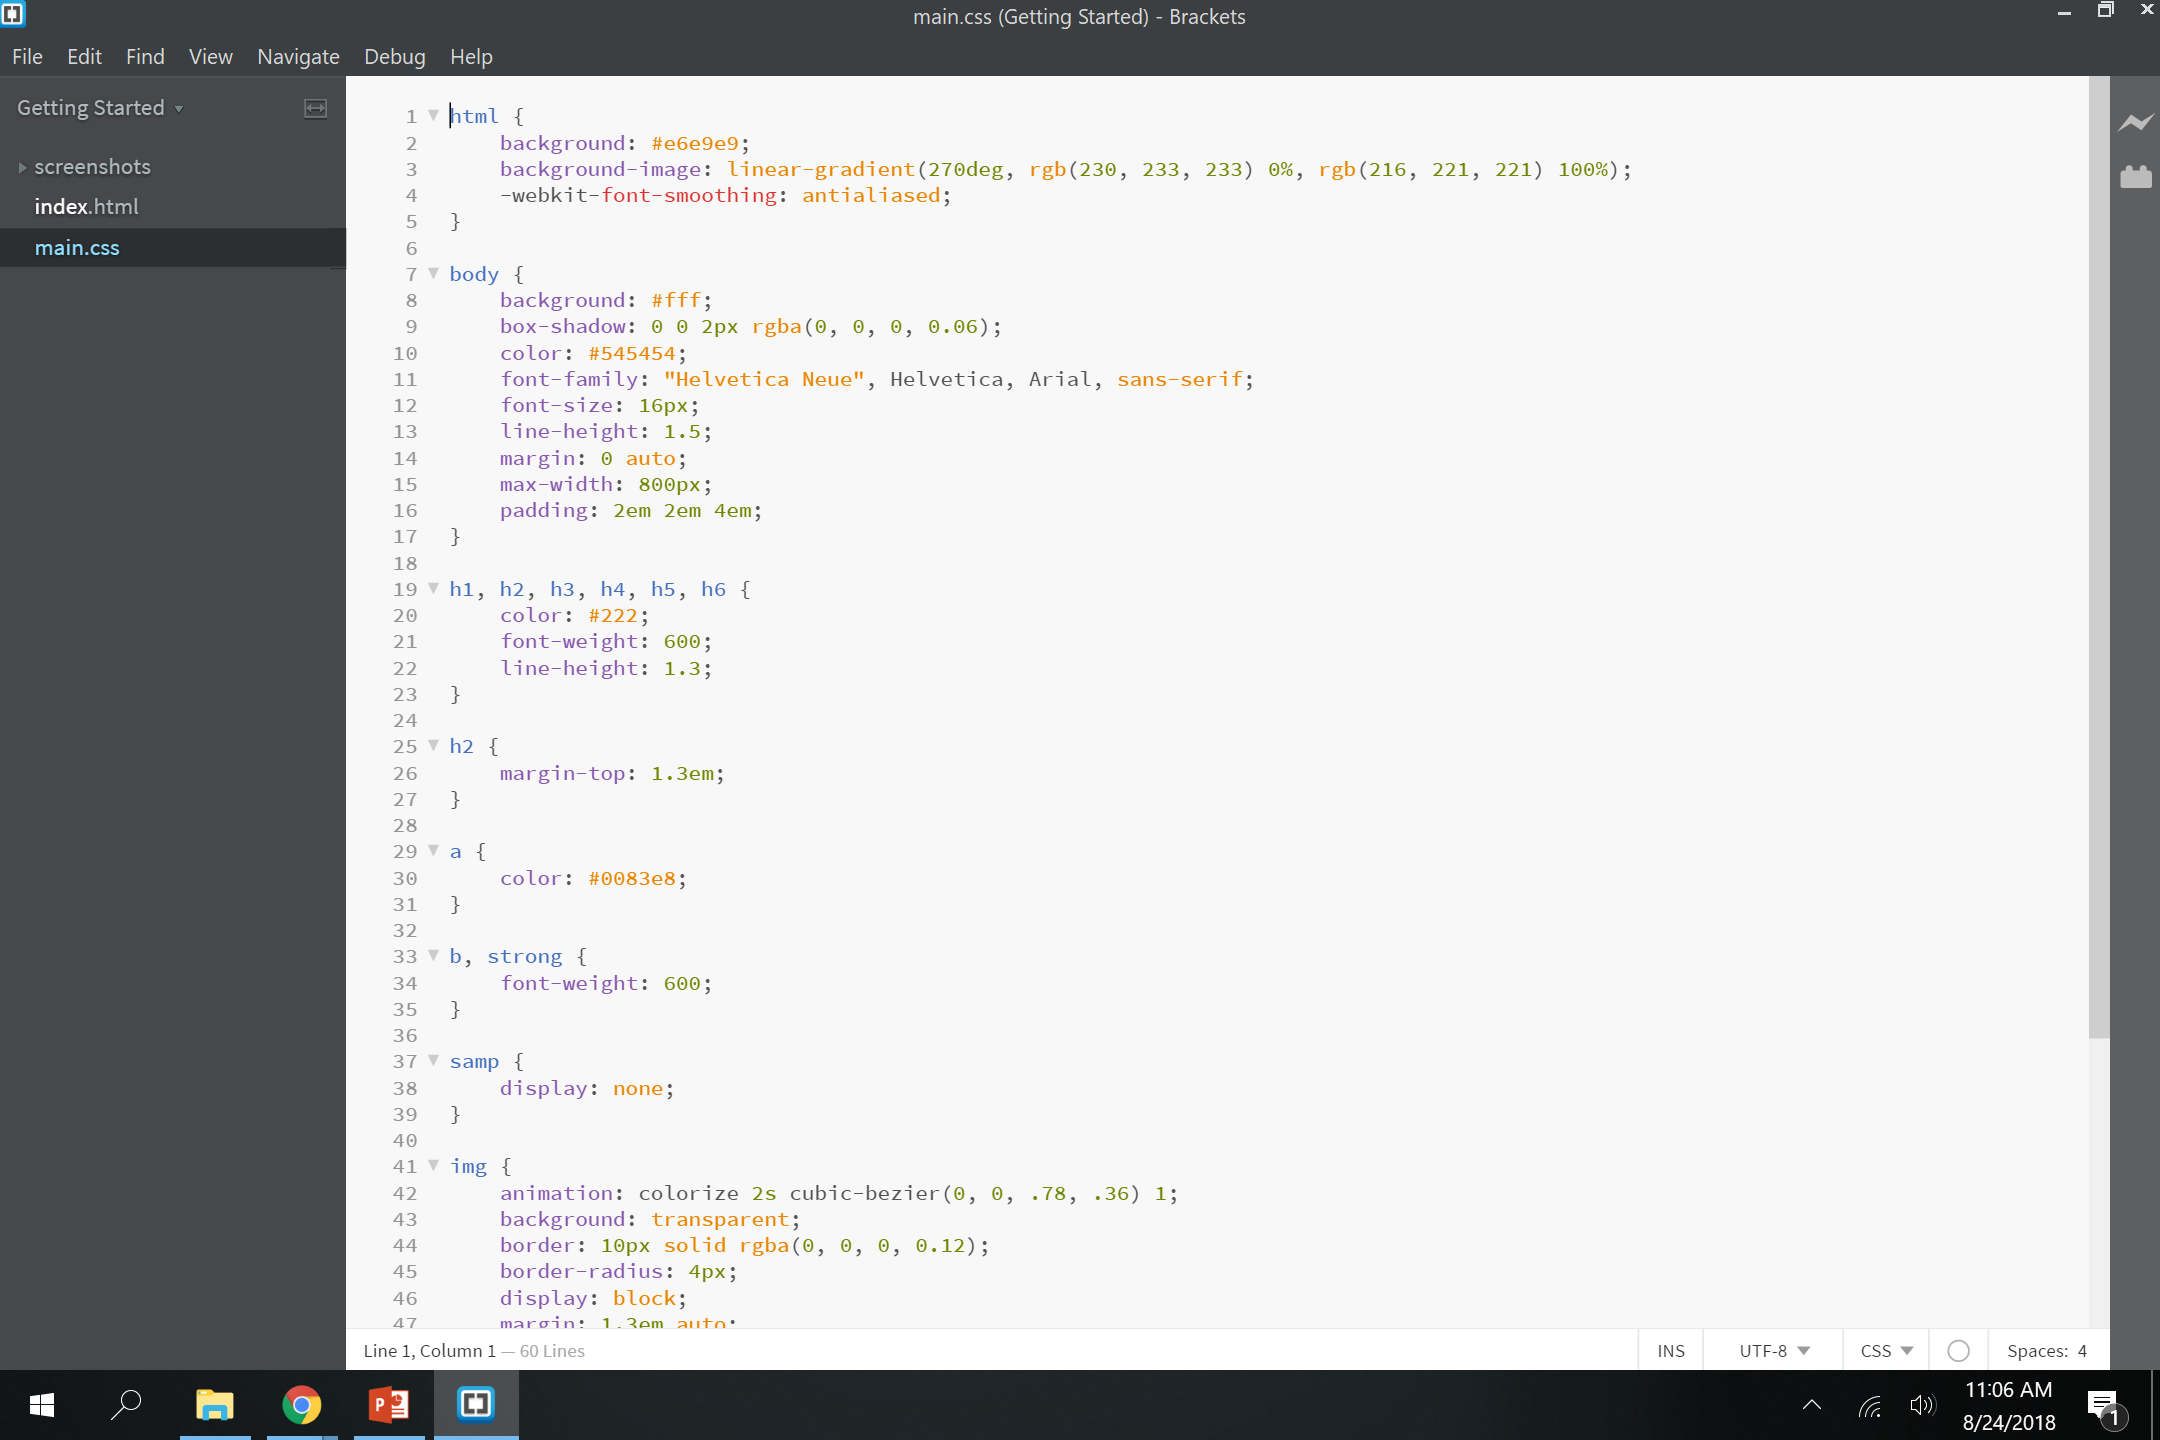 main.css (Getting Started) - Brackets
File Edit Find View Navigate Debug Help
Getting Started
screenshots
index.html
main.css
1 html {
2 background: #e6e9e9;
3 background-image: linear-gradient(270deg, rgb(230, 233, 233) 0%, rgb(216, 221, 221) 100%);
4 -webkit-font-smoothing: antialiased;
5 }
6
7 body {
8 background: #fff;
9 box-shadow: 0 0 2px rgba(0, 0, 0, 0.06);
10 color: #545454;
11 font-family: "Helvetica Neue", Helvetica, Arial, sans-serif;
12 font-size: 16px;
13 line-height: 1.5;
14 margin: 0 auto;
15 max-width: 800px;
16 padding: 2em 2em 4em;
17 }
18
19 h1, h2, h3, h4, h5, h6 {
20 color: #222;
21 font-weight: 600;
22 line-height: 1.3;
23 }
24
25 h2 {
26 margin-top: 1.3em;
27 }
28
29 a {
30 color: #0083e8;
31 }
32
33 b, strong {
34 font-weight: 600;
35 }
36
37 samp {
38 display: none;
39 }
40
41 img {
42 animation: colorize 2s cubic-bezier(0, 0, .78, .36) 1;
43 background: transparent;
44 border: 10px solid rgba(0, 0, 0, 0.12);
45 border-radius: 4px;
46 display: block;
47 margin: 1.3em auto;
Line 1, Column 1 — 60 Lines
INS UTF-8 CSS Spaces: 4
11:06 AM
8/24/2018
1